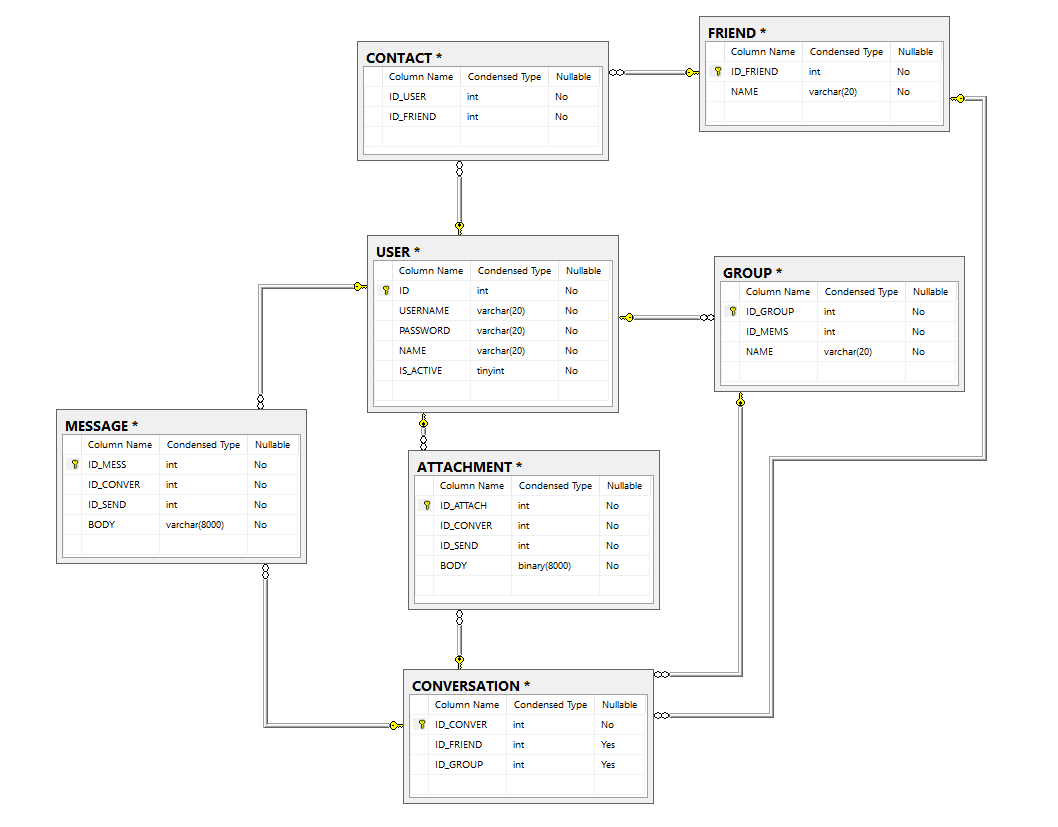 FRIEND *
Column Name Condensed Type Nullable
ID_FRIEND int No
NAME varchar(20) No
CONTACT *
Column Name Condensed Type Nullable
ID_USER int No
ID_FRIEND int No
USER *
Column Name Condensed Type Nullable
ID int No
USERNAME varchar(20) No
PASSWORD varchar(20) No
NAME varchar(20) No
IS_ACTIVE tinyint No
GROUP *
Column Name Condensed Type Nullable
ID_GROUP int No
ID_MEMS int No
NAME varchar(20) No
MESSAGE *
Column Name Condensed Type Nullable
ID_MESS int No
ID_CONVER int No
ID_SEND int No
BODY varchar(8000) No
ATTACHMENT *
Column Name Condensed Type Nullable
ID_ATTACH int No
ID_CONVER int No
ID_SEND int No
BODY binary(8000) No
CONVERSATION *
Column Name Condensed Type Nullable
ID_CONVER int No
ID_FRIEND int Yes
ID_GROUP int Yes